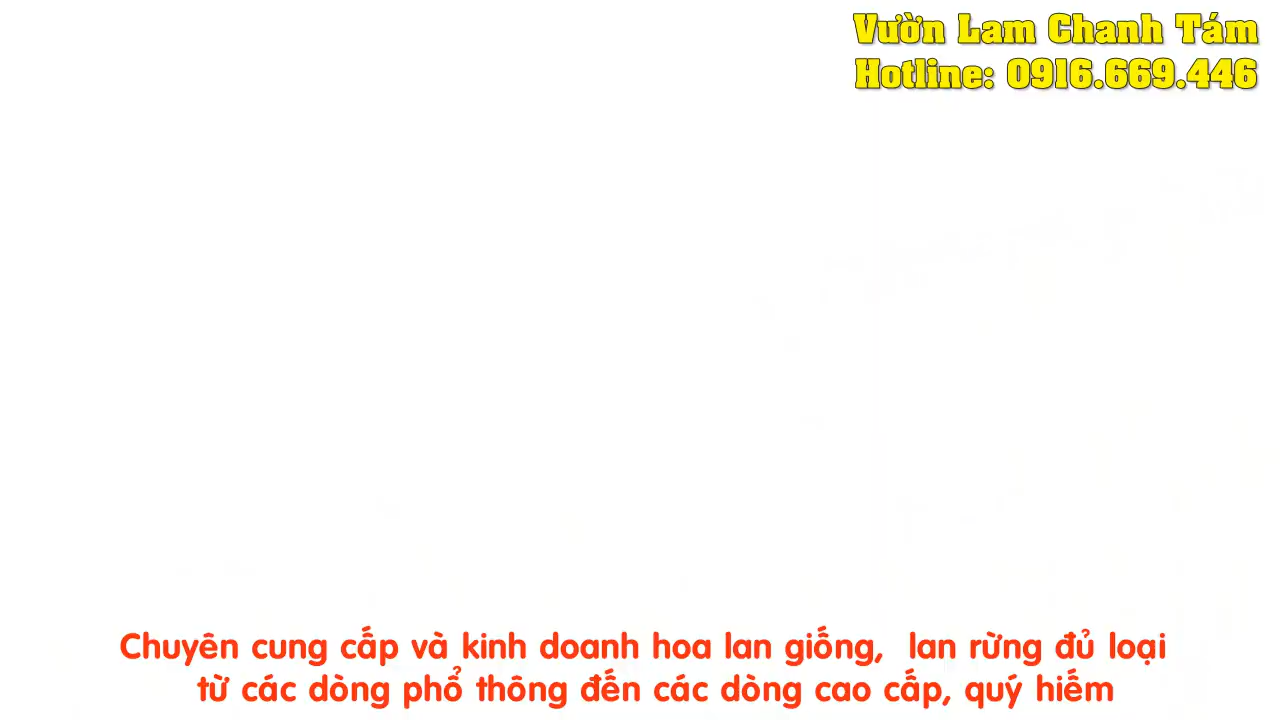 Vườn Lam Chanh Tám
Hotline: 0916.669.446
Chuyên cung cấp và kinh doanh hoa lan giống, lan rừng đủ loại
từ các dòng phổ thông đến các dòng cao cấp, quý hiếm